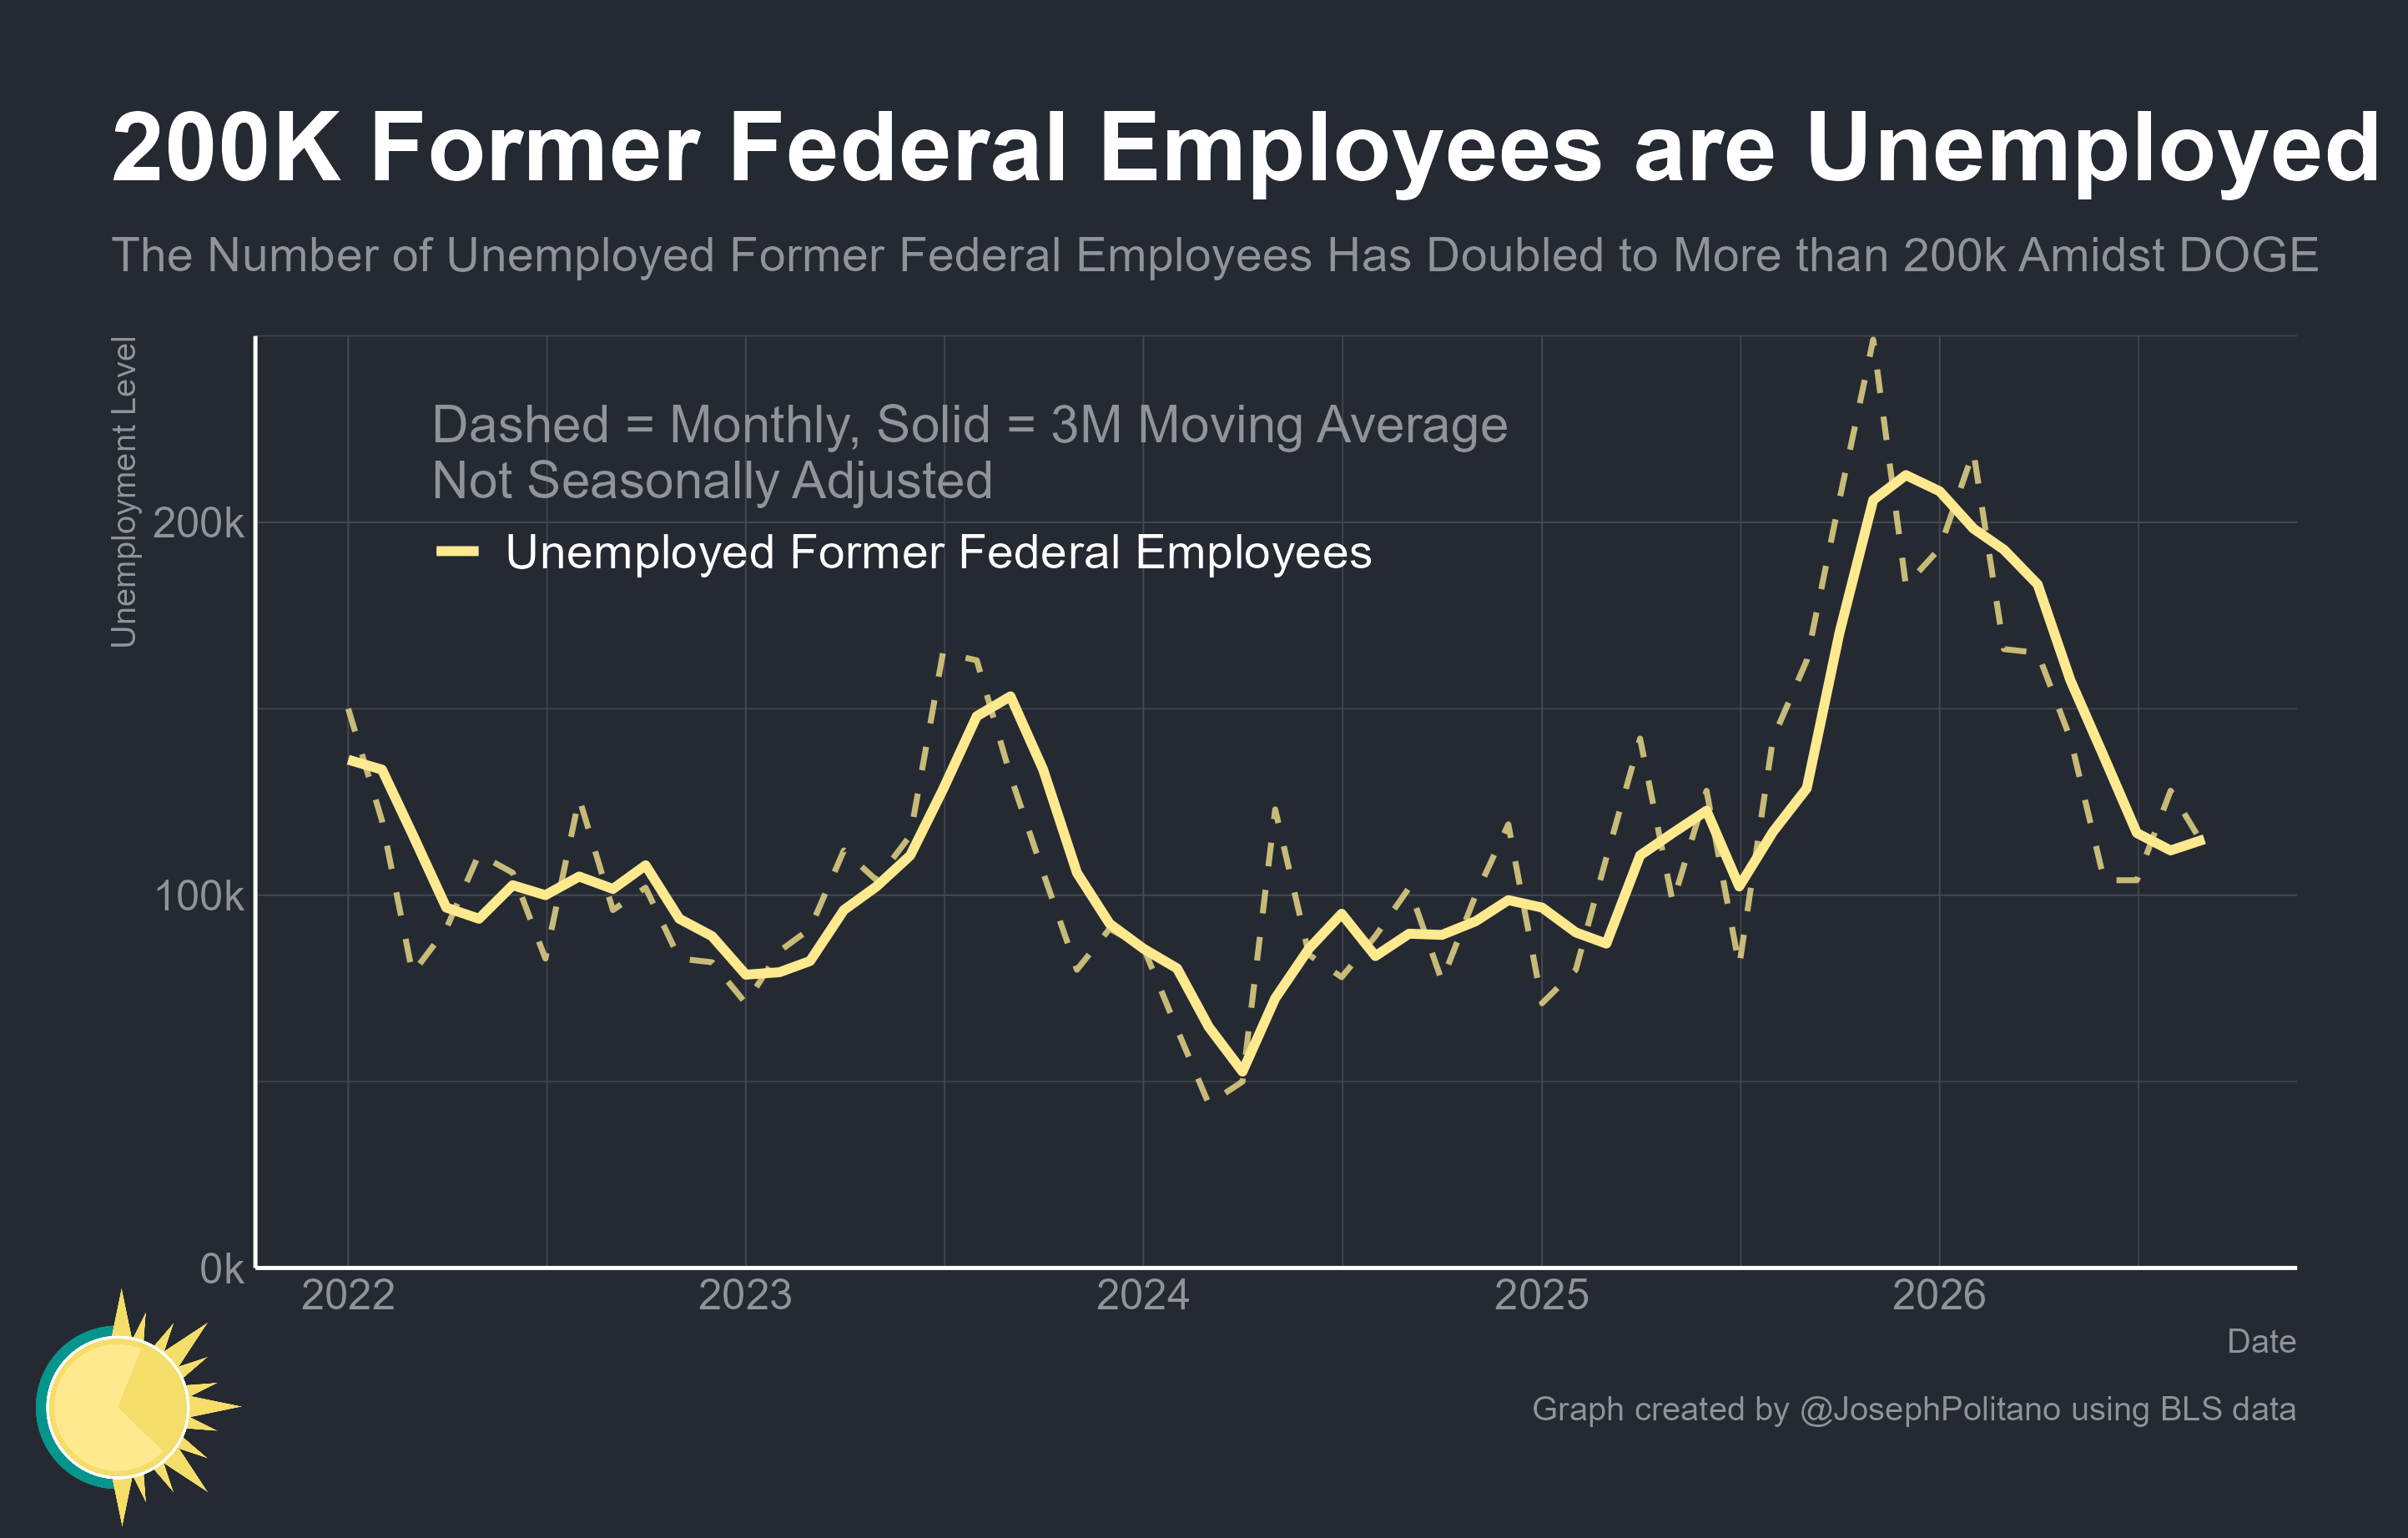 200K Former Federal Employees are Unemployed
The Number of Unemployed Former Federal Employees Has Doubled to More than 200k Amidst DOGE
Unemployment Level
Dashed = Monthly, Solid = 3M Moving Average
Not Seasonally Adjusted
Unemployed Former Federal Employees
200k
100k
0k
2022 2023 2024 2025 2026
Date
Graph created by @JosephPolitano using BLS data